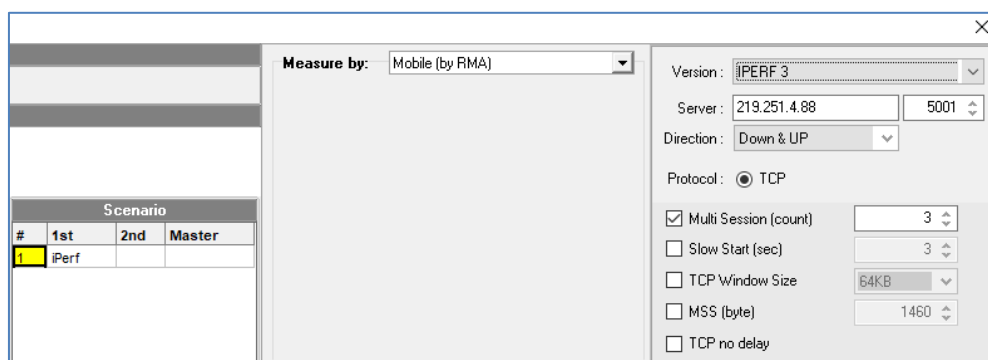 Measure by: Mobile (by RMA)
Version : IPERF 3
Server : 219.251.4.88 5001
Direction : Down & UP
Protocol : TCP
Scenario
# 1st 2nd Master
1 iPerf
Multi Session (count) 3
Slow Start (sec) 3
TCP Window Size 64KB
MSS (byte) 1460
TCP no delay